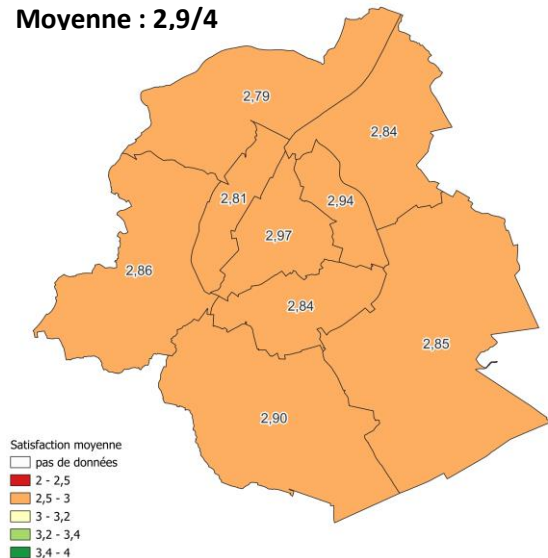 Moyenne : 2,9/4
2,79
2,84
2,81
2,94
2,97
2,86
2,84
2,85
2,90
Satisfaction moyenne
pas de données
2 - 2,5
2,5 - 3
3 - 3,2
3,2 - 3,4
3,4 - 4